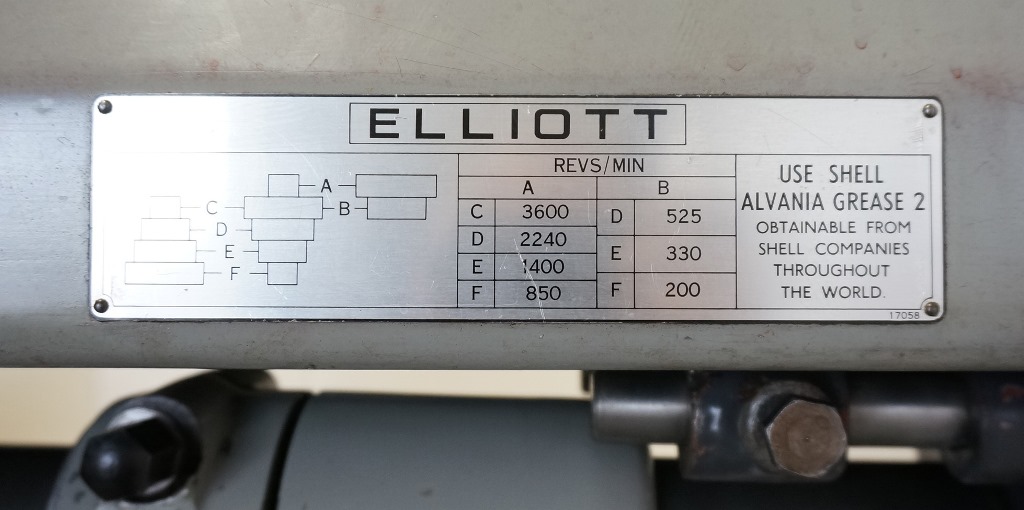 ELLIOTT
A
B
C
D
E
F
REVS/MIN
A B
C 3600 D 525
D 2240 E 330
E 1400 F 200
F 850
USE SHELL
ALVANIA GREASE 2
OBTAINABLE FROM
SHELL COMPANIES
THROUGHOUT
THE WORLD.
17058